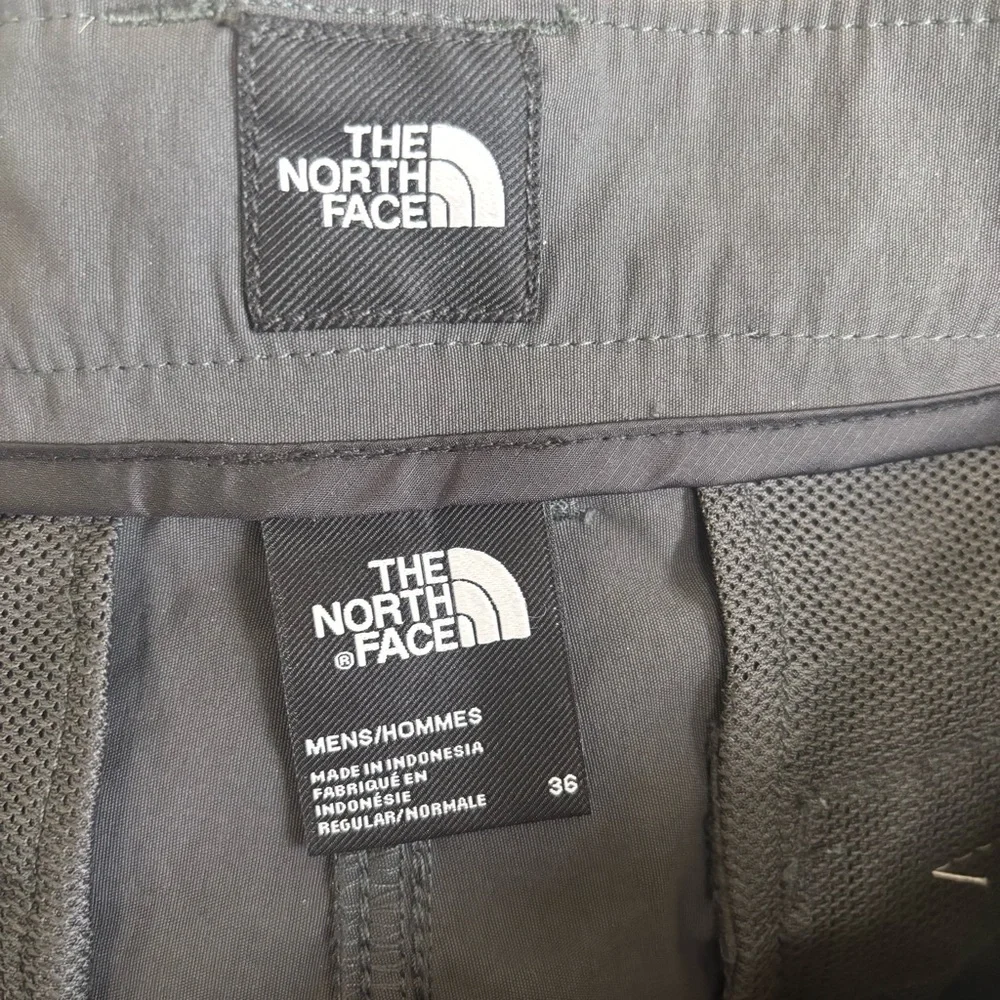 THE
NORTH
FACE
THE
NORTH
®FACE
MENS/HOMMES
MADE IN INDONESIA
FABRIQUÉ EN
INDONÉSIE
REGULAR/NORMALE
36